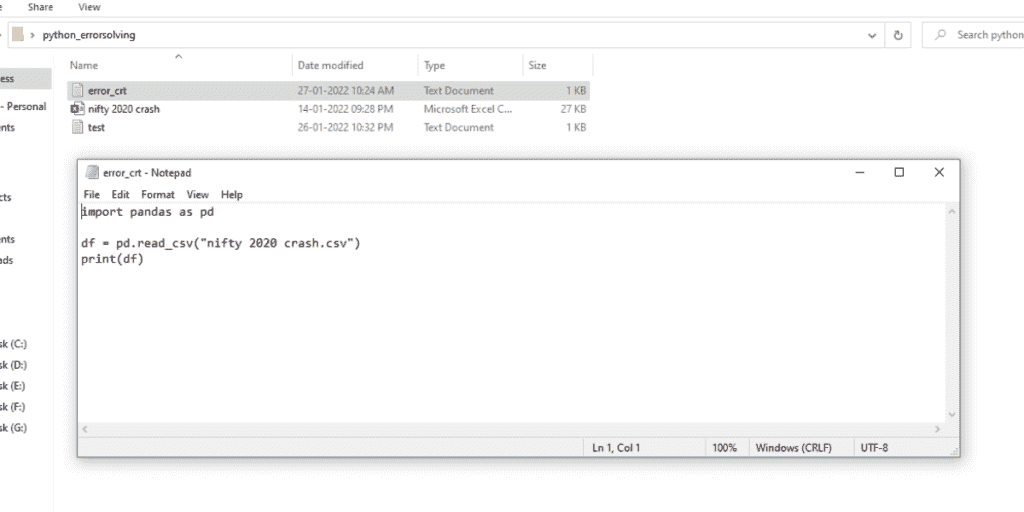 Share View
python_errorsolving Search python
Name Date modified Type Size
error_crt 27-01-2022 10:24 AM Text Document 1 KB
nifty 2020 crash 14-01-2022 09:28 PM Microsoft Excel C... 27 KB
test 26-01-2022 10:32 PM Text Document 1 KB
ess
- Personal
nts
cts
nts
ads
sk (C:)
sk (D:)
sk (E:)
sk (F:)
sk (G:)
error_crt - Notepad
File Edit Format View Help
import pandas as pd
df = pd.read_csv("nifty 2020 crash.csv")
print(df)
Ln 1, Col 1 100% Windows (CRLF) UTF-8